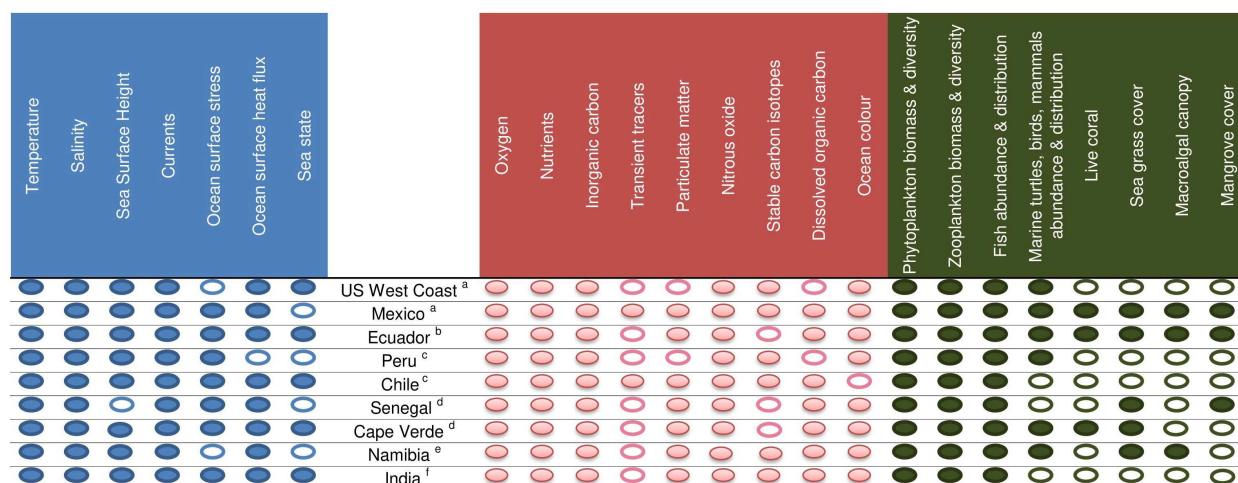 Temperature
Salinity
Sea Surface Height
Currents
Ocean surface stress
Ocean surface heat flux
Sea state
Oxygen
Nutrients
Inorganic carbon
Transient tracers
Particulate matter
Nitrous oxide
Stable carbon isotopes
Dissolved organic carbon
Ocean colour
Phytoplankton biomass & diversity
Zooplankton biomass & diversity
Fish abundance & distribution
Marine turtles, birds, mammals
abundance & distribution
Live coral
Sea grass cover
Macroalgal canopy
Mangrove cover
US West Coast a
Mexico a
Ecuador b
Peru c
Chile c
Senegal d
Cape Verde d
Namibia e
India f